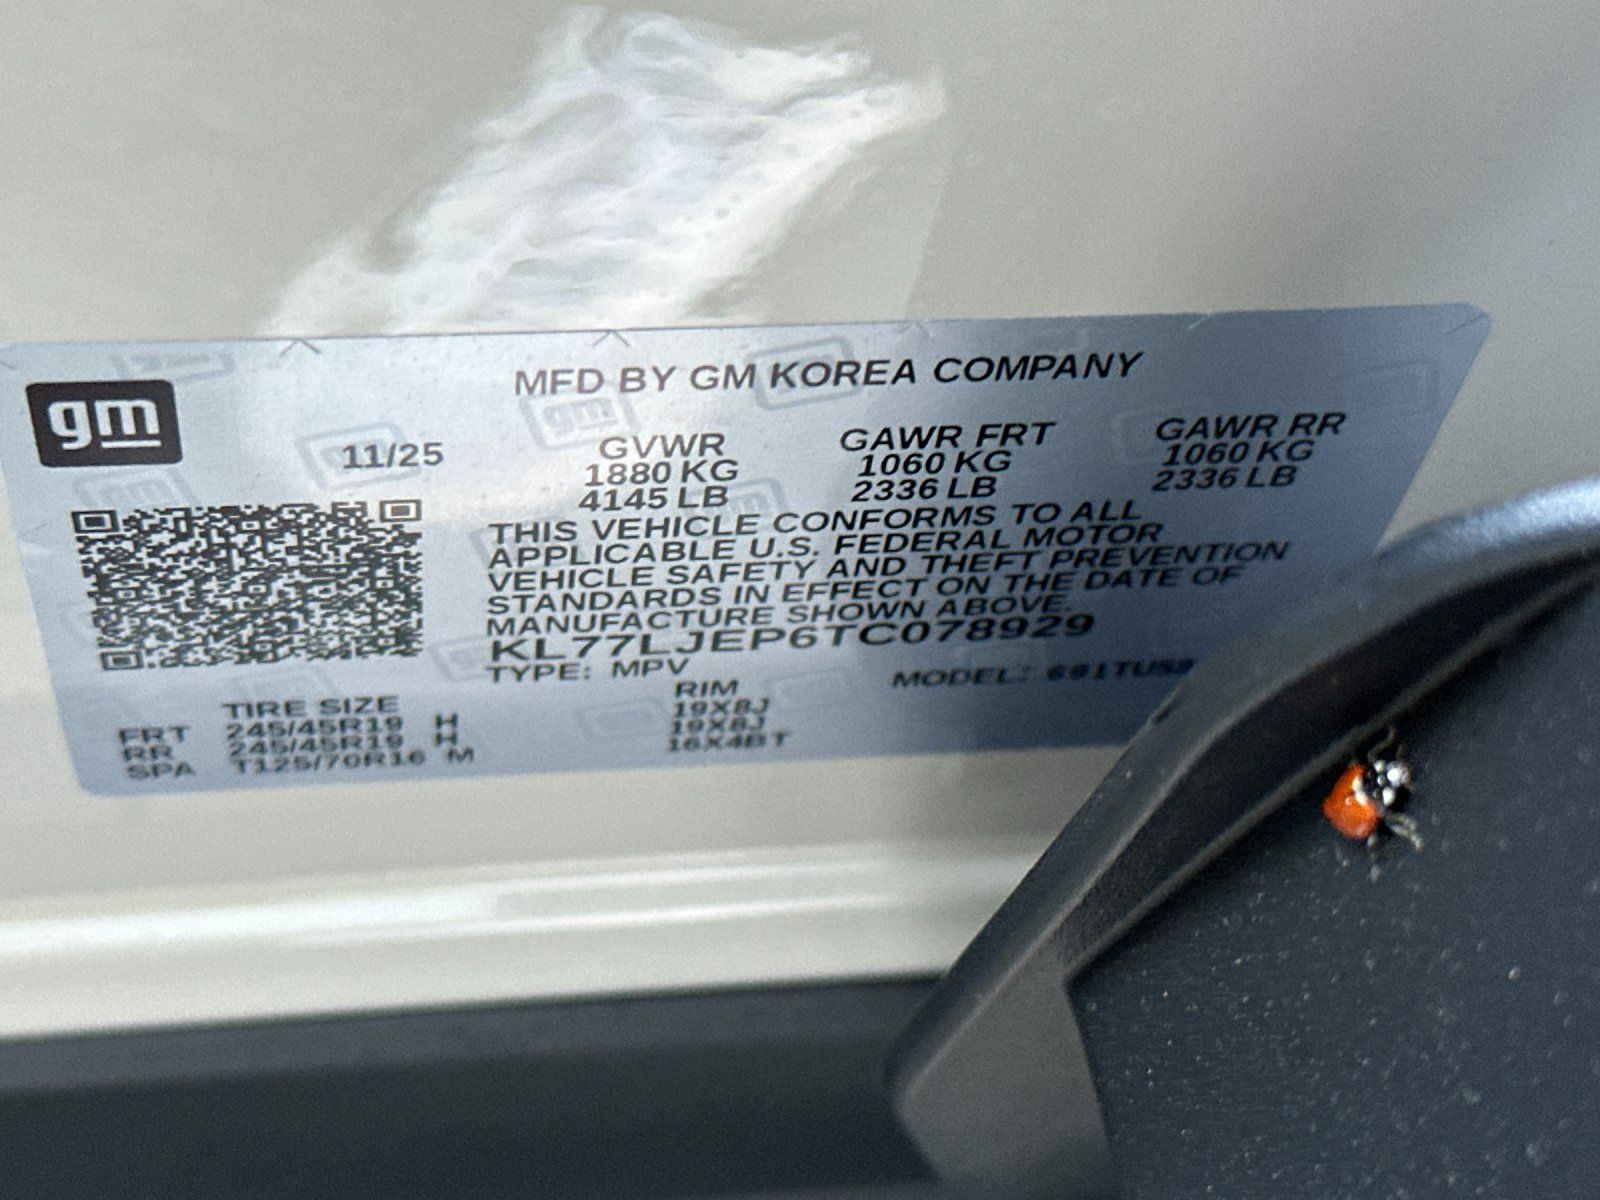 gm
MFD BY GM KOREA COMPANY
11/25
GVWR GAWR FRT GAWR RR
1880 KG 1060 KG 1060 KG
4145 LB 2336 LB 2336 LB
THIS VEHICLE CONFORMS TO ALL
APPLICABLE U.S. FEDERAL MOTOR
VEHICLE SAFETY AND THEFT PREVENTION
STANDARDS IN EFFECT ON THE DATE OF
MANUFACTURE SHOWN ABOVE.
KL77LJEP6TC078929
TYPE: MPV MODEL:
TIRE SIZE RIM
FRT 245/45R19 H 19X8J
RR 245/45R19 H 19X8J
SPA T125/70R16 M 16X4BT